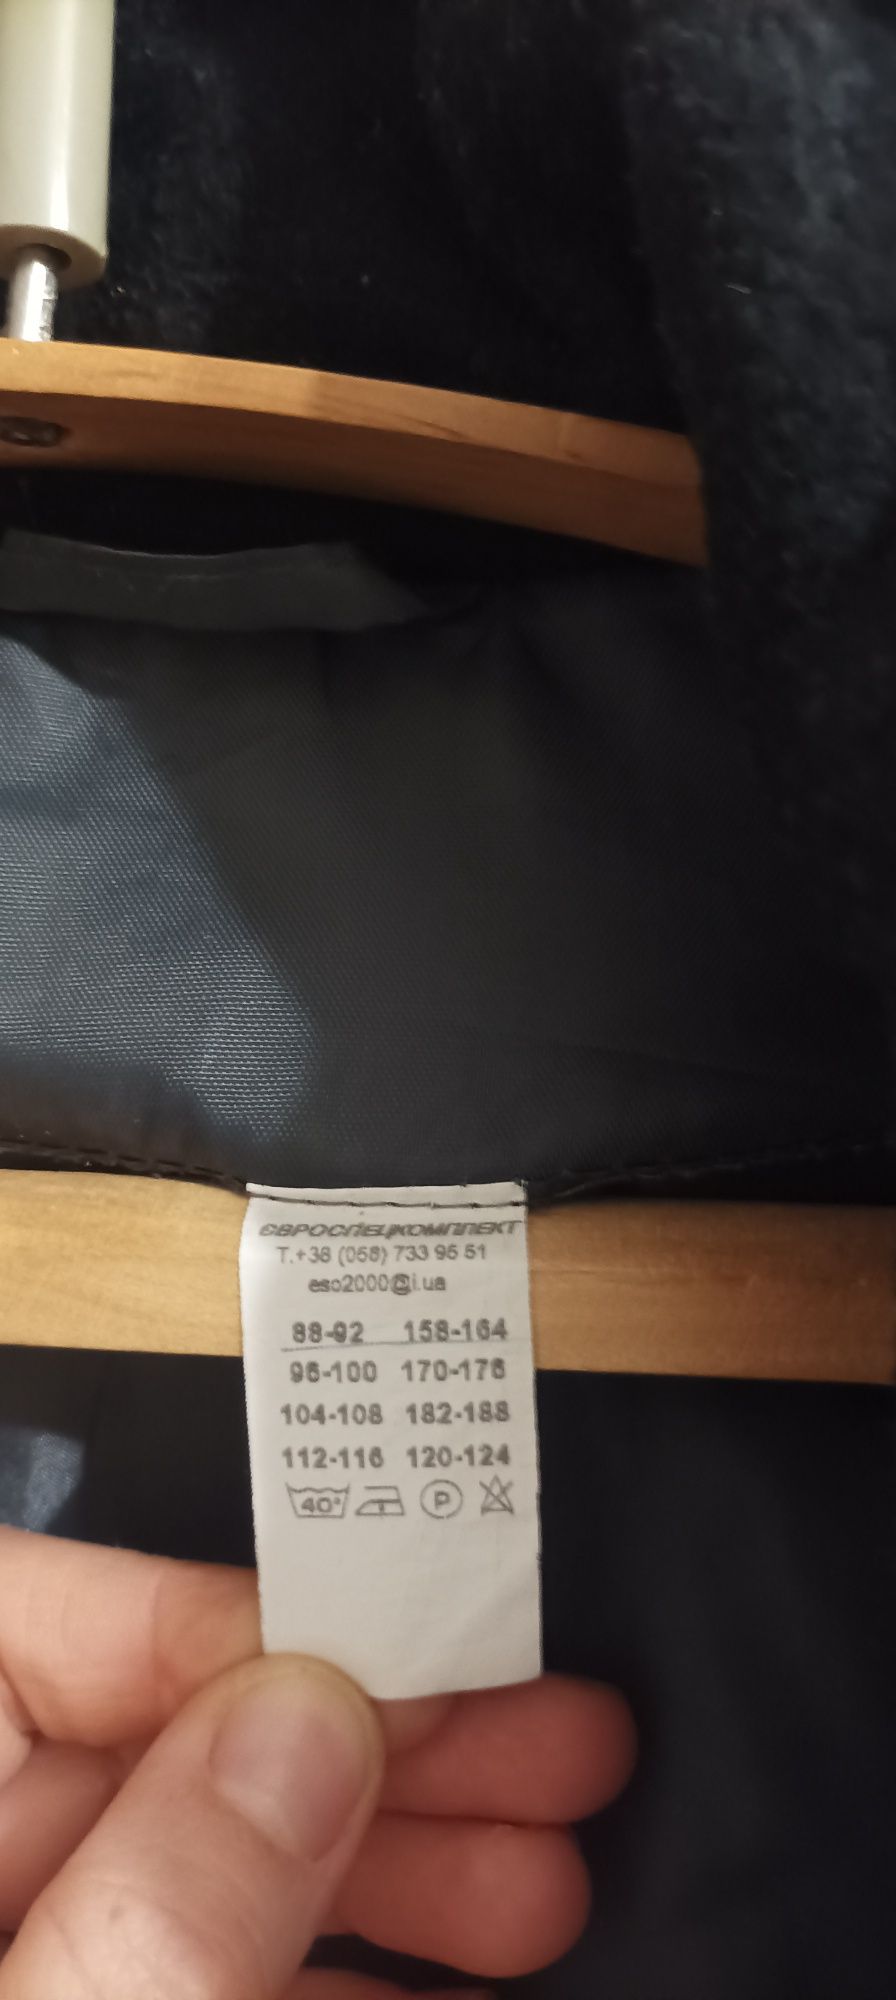 ЄВРОСПЕЦКОМПЛЕКТ
Т.+38 (056) 733 95 51
eso2000@i.ua
88-92 158-164
96-100 170-176
104-108 182-188
112-116 120-124
40° P